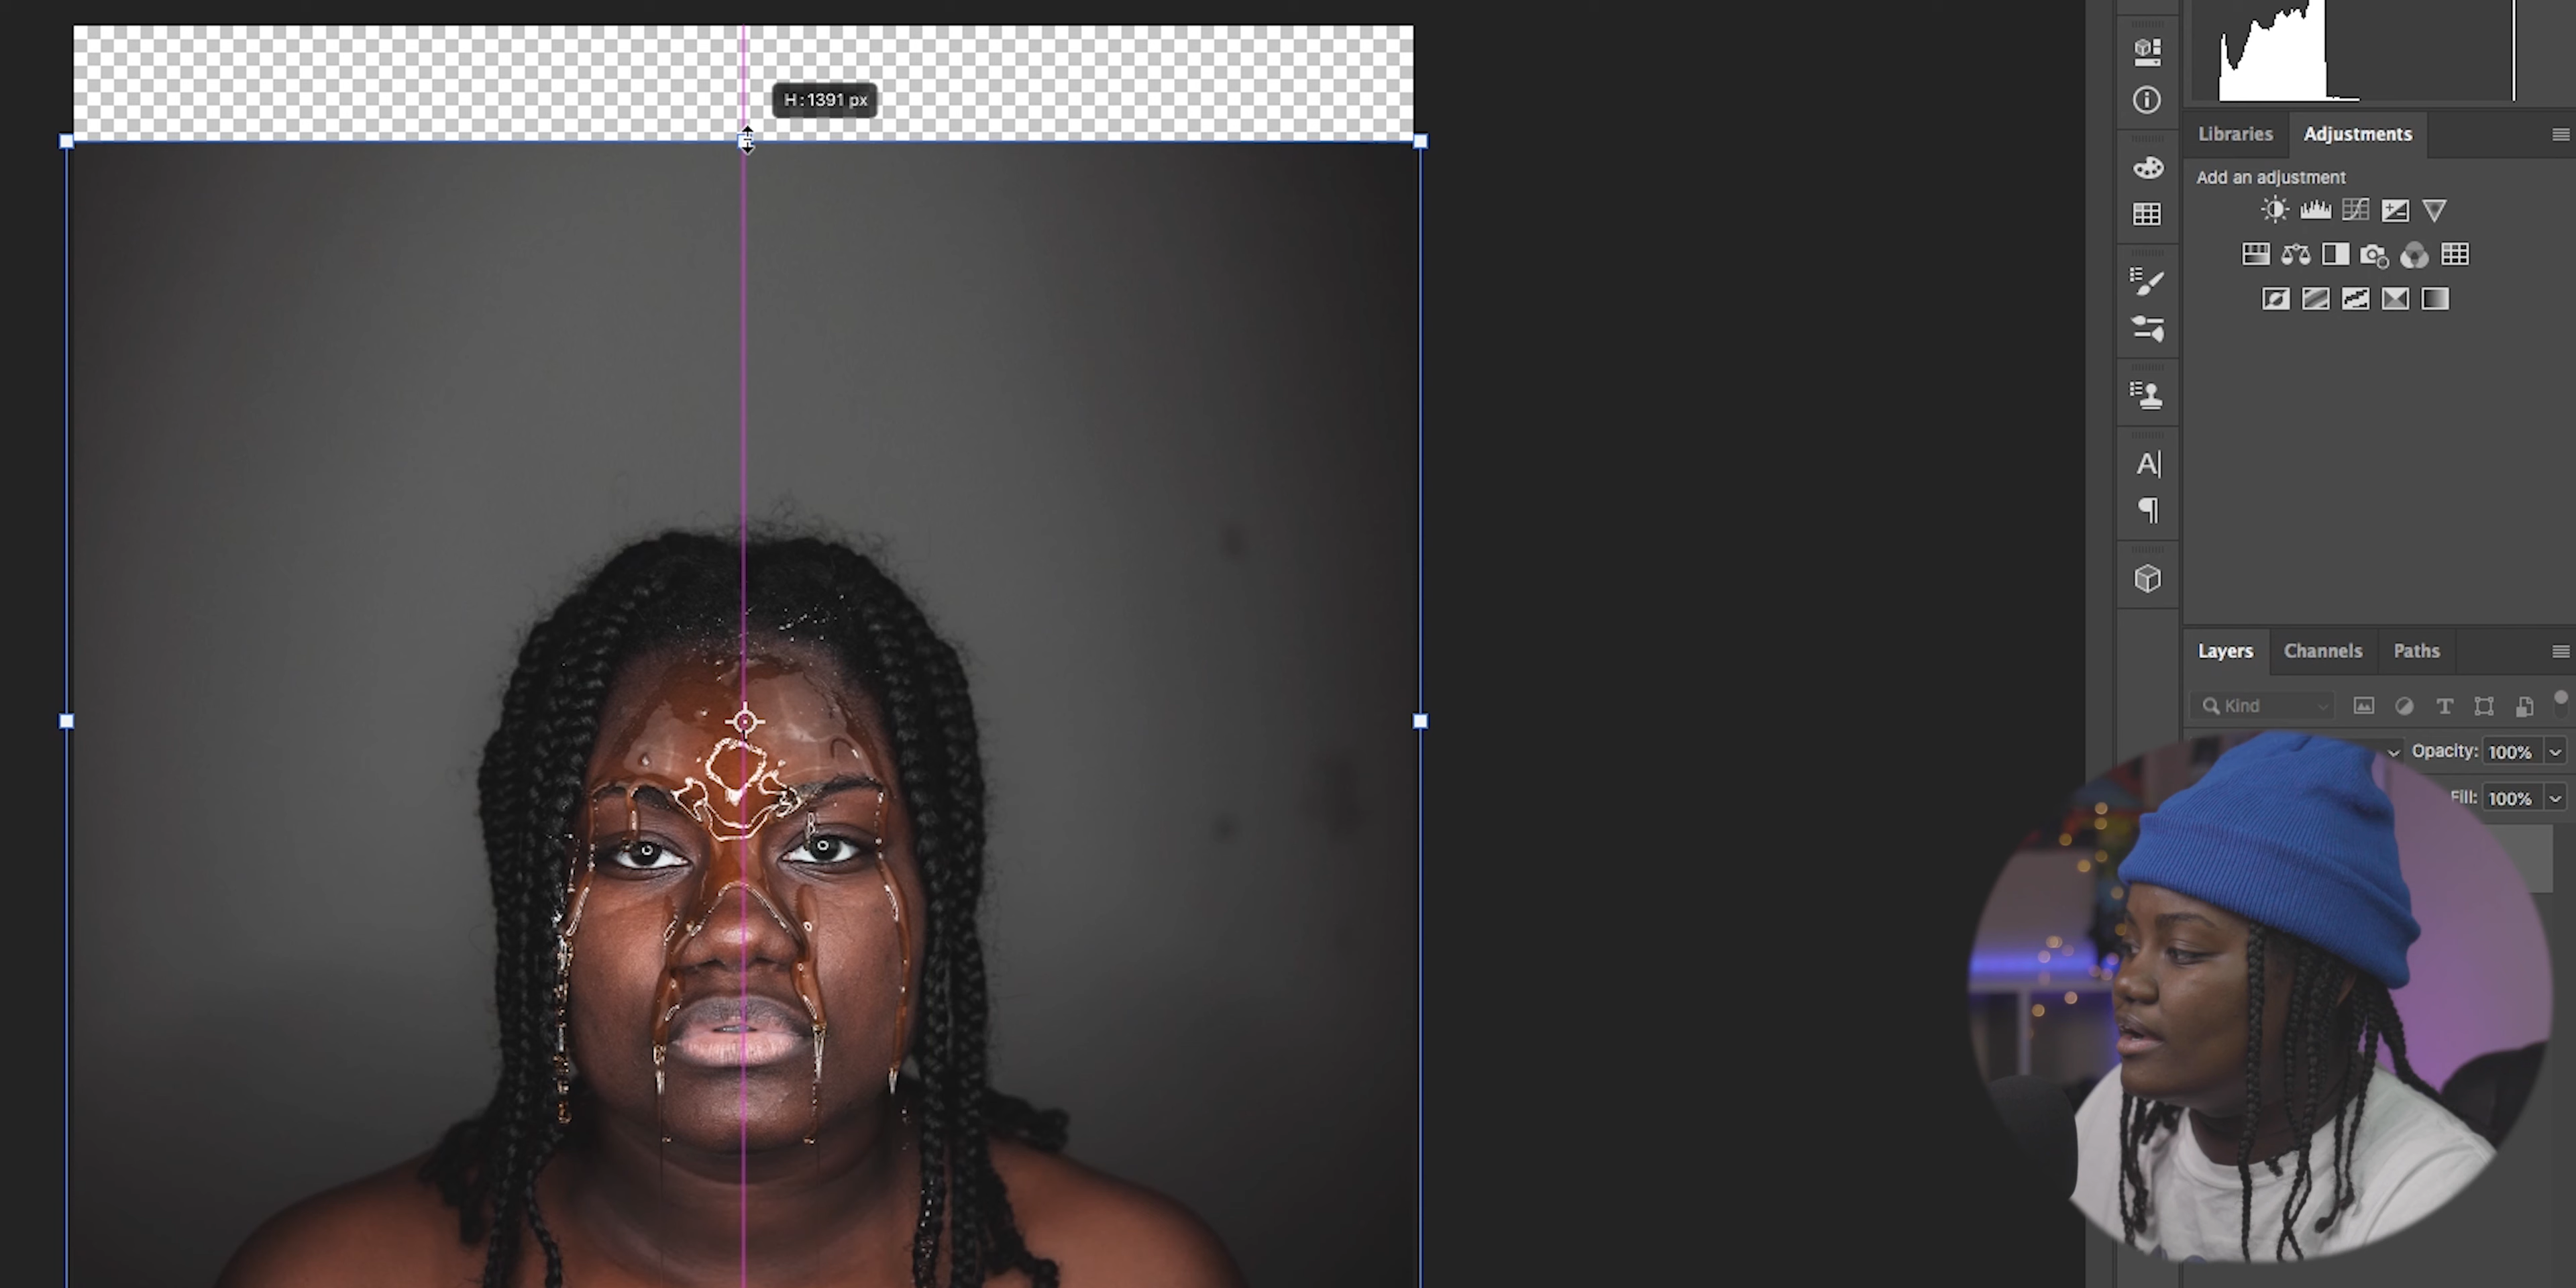 H: 1391 px
Libraries
Adjustments
Add an adjustment
A
Layers
Channels
Paths
Kind
Opacity: 100%
Fill: 100%